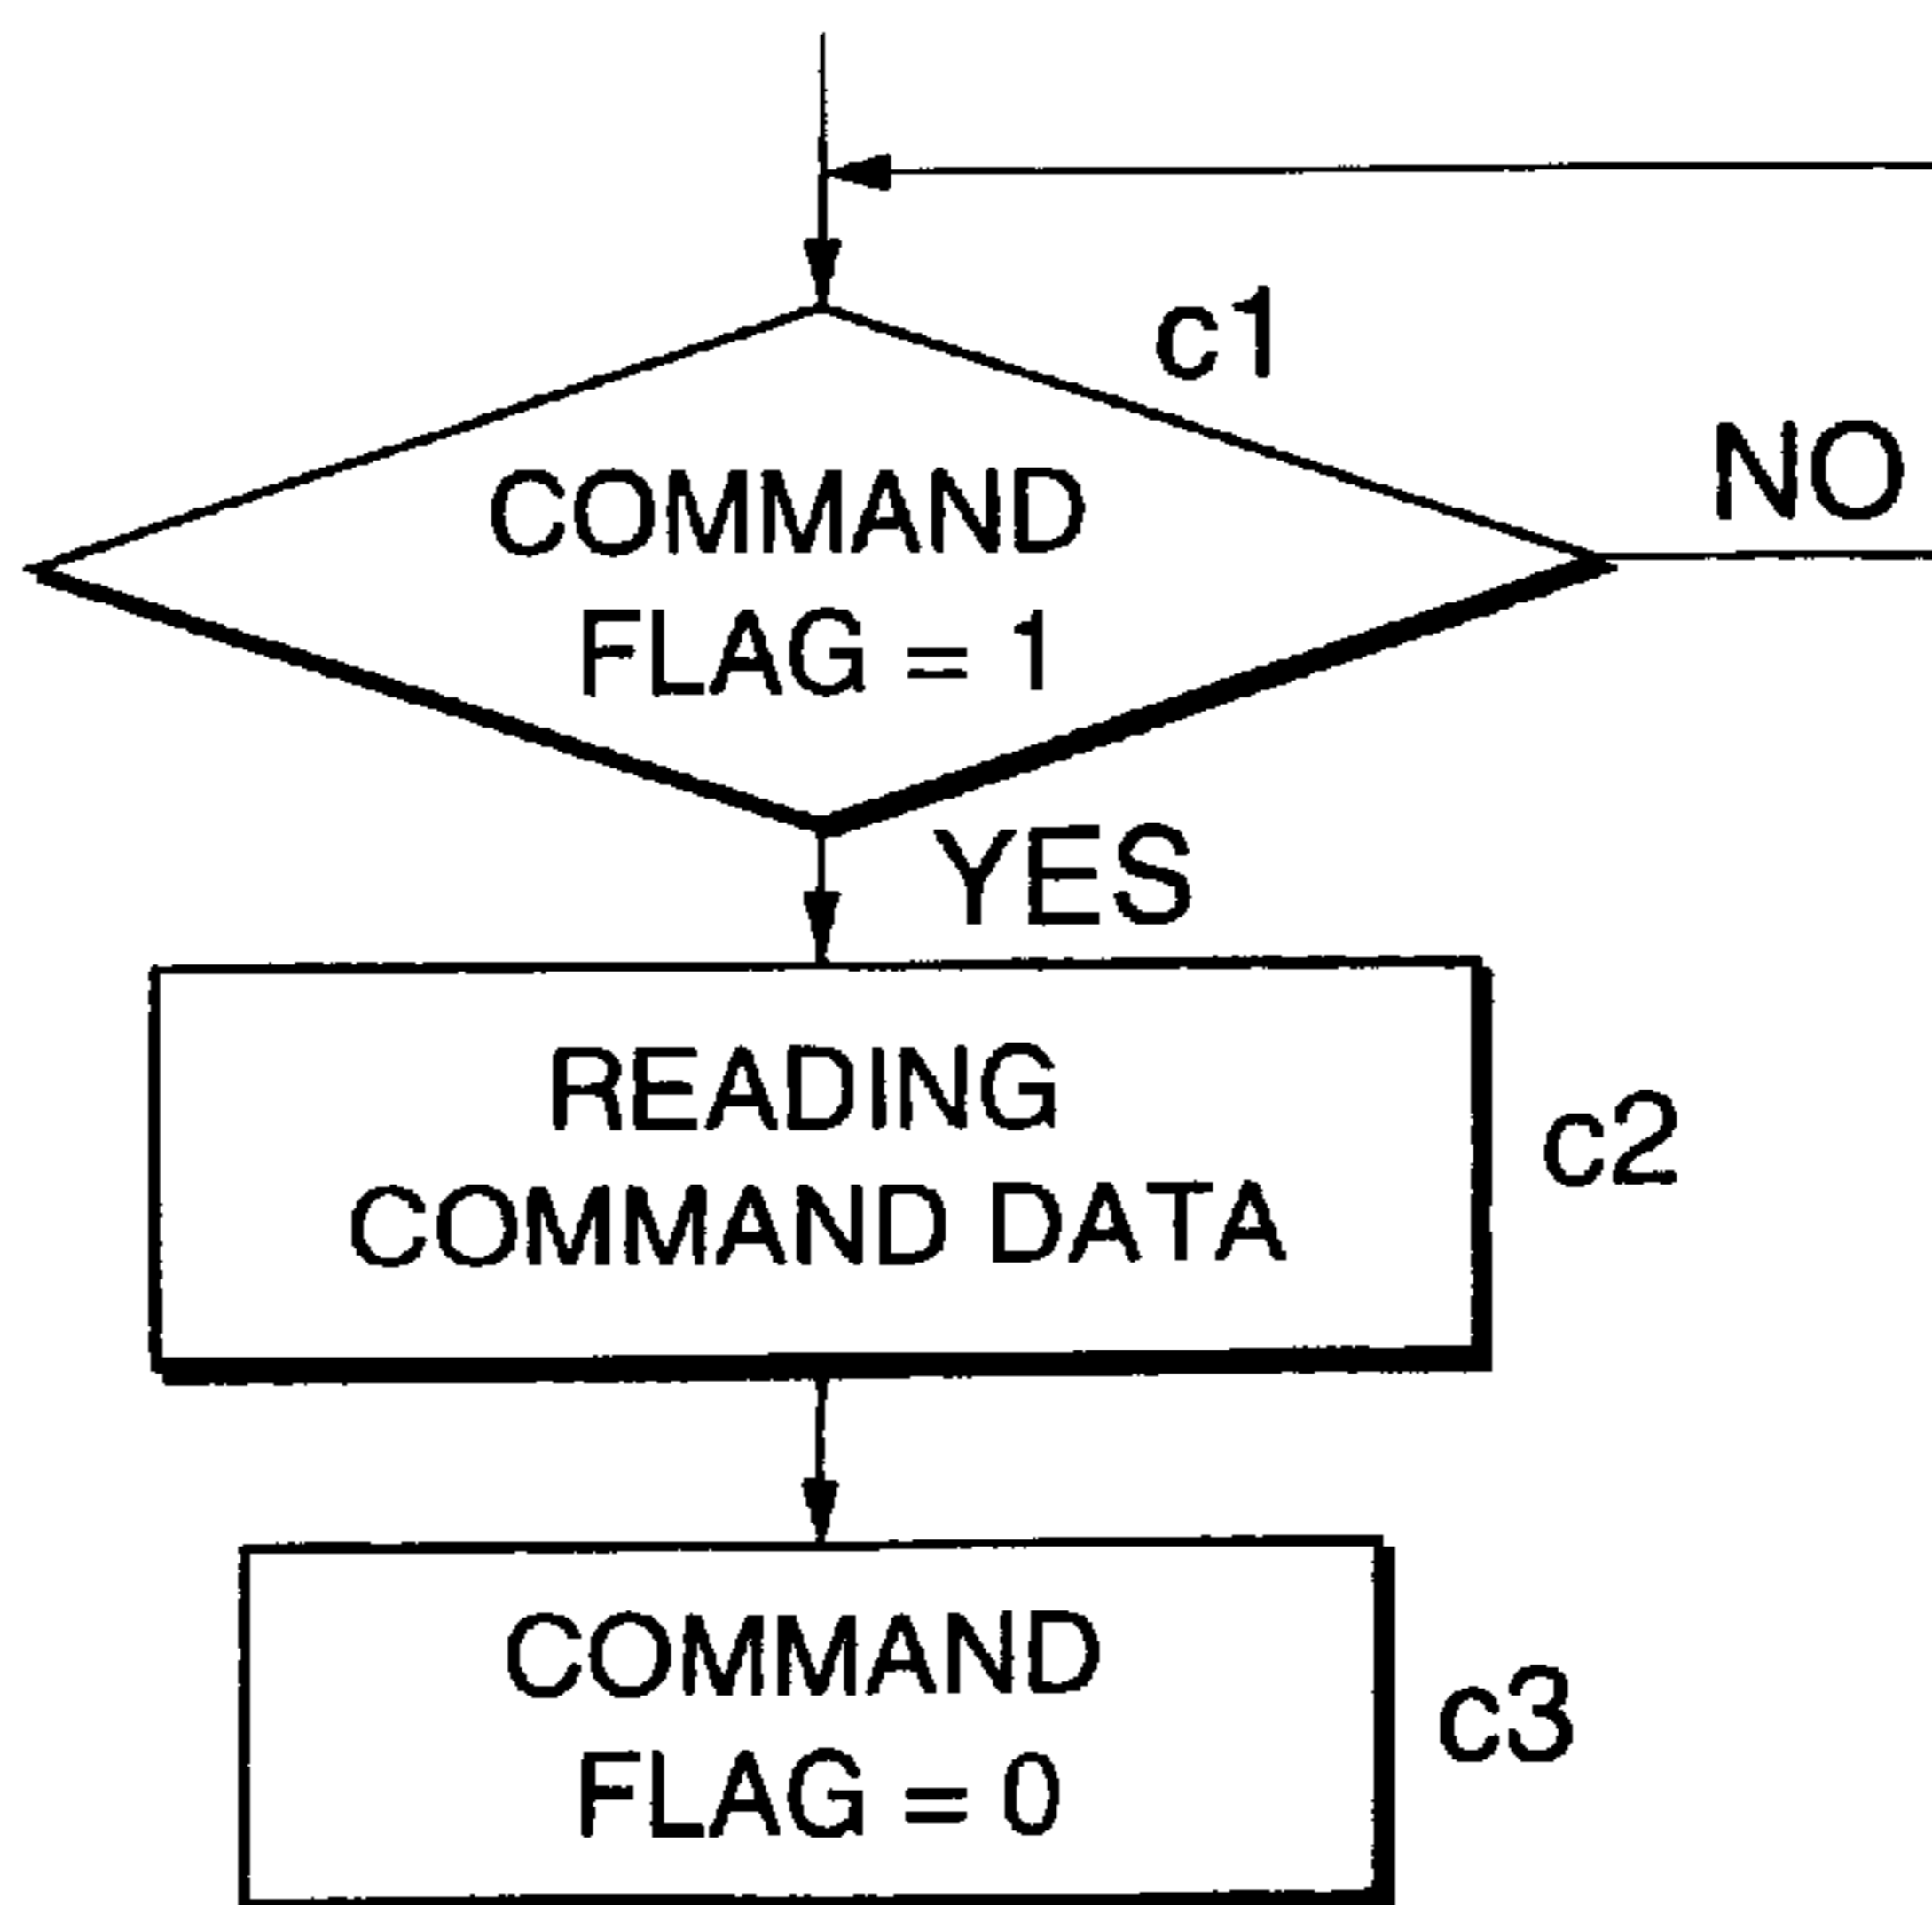 c1
NO
COMMAND
FLAG = 1
YES
READING
COMMAND DATA
c2
COMMAND
FLAG = 0
c3